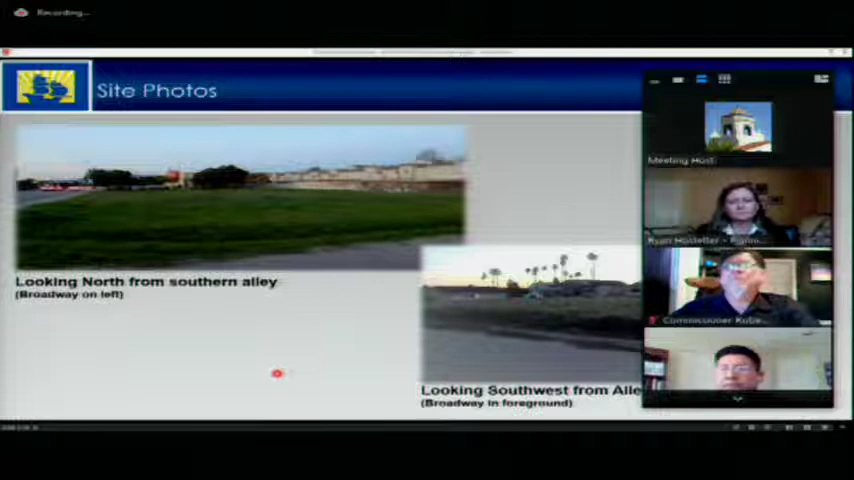 Recording...
Site Photos
Meeting Host
Looking North from southern alley
(Broadway on left)
Looking Southwest from Alle
(Broadway in foreground)